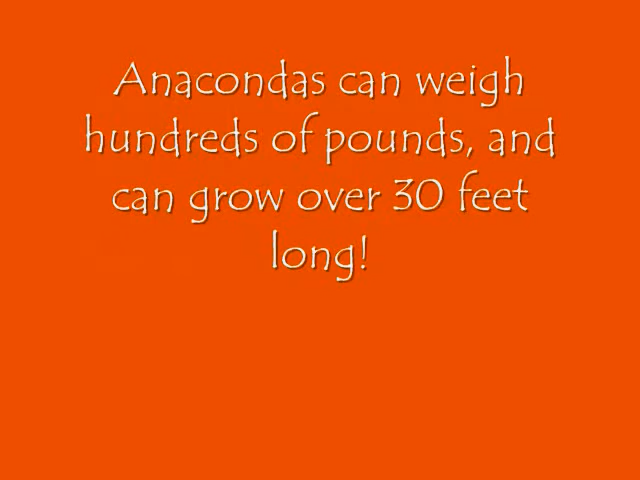 Anacondas can weigh
hundreds of pounds, and
can grow over 30 feet
long!